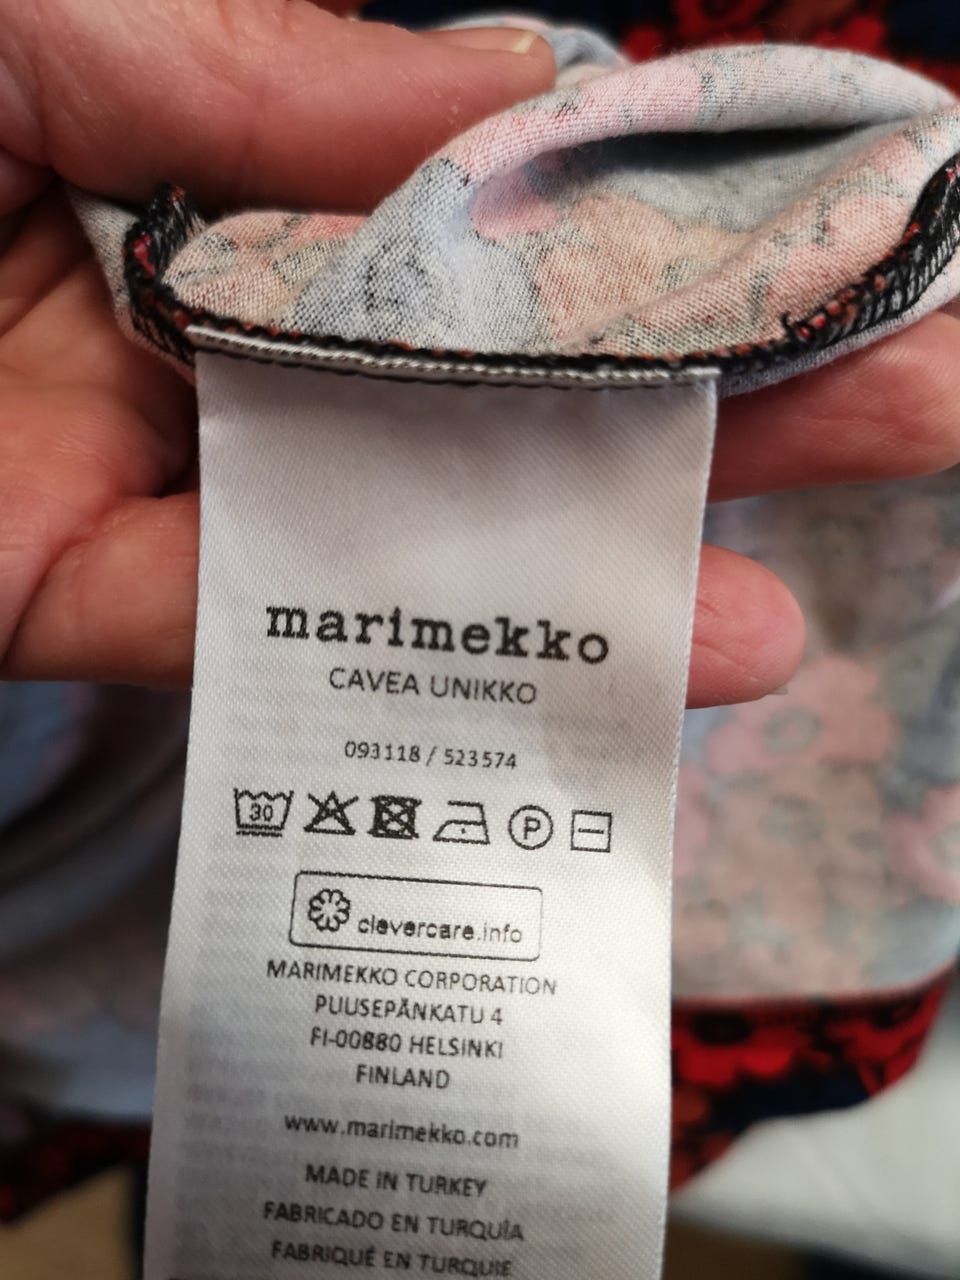 marimekko
CAVEA UNIKKO
093118 / 523574
30 P
clevercare.info
MARIMEKKO CORPORATION
PUUSEPÄNKATU 4
FI-00880 HELSINKI
FINLAND
www.marimekko.com
MADE IN TURKEY
FABRICADO EN TURQUÍA
FABRIQUÉ EN TURQUIE